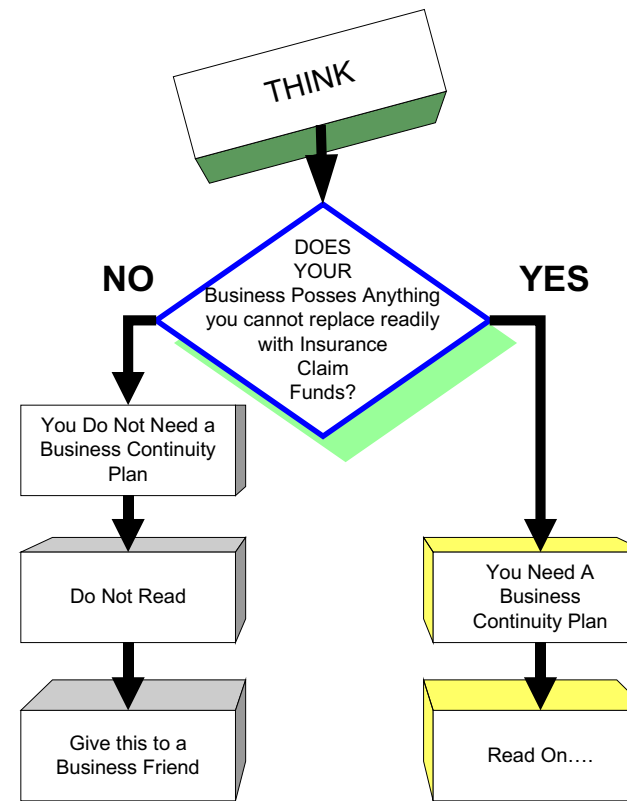 THINK
DOES
YOUR
Business Posses Anything
you cannot replace readily
with Insurance
Claim
Funds?
NO
YES
You Do Not Need a
Business Continuity
Plan
Do Not Read
Give this to a
Business Friend
You Need A
Business
Continuity Plan
Read On....